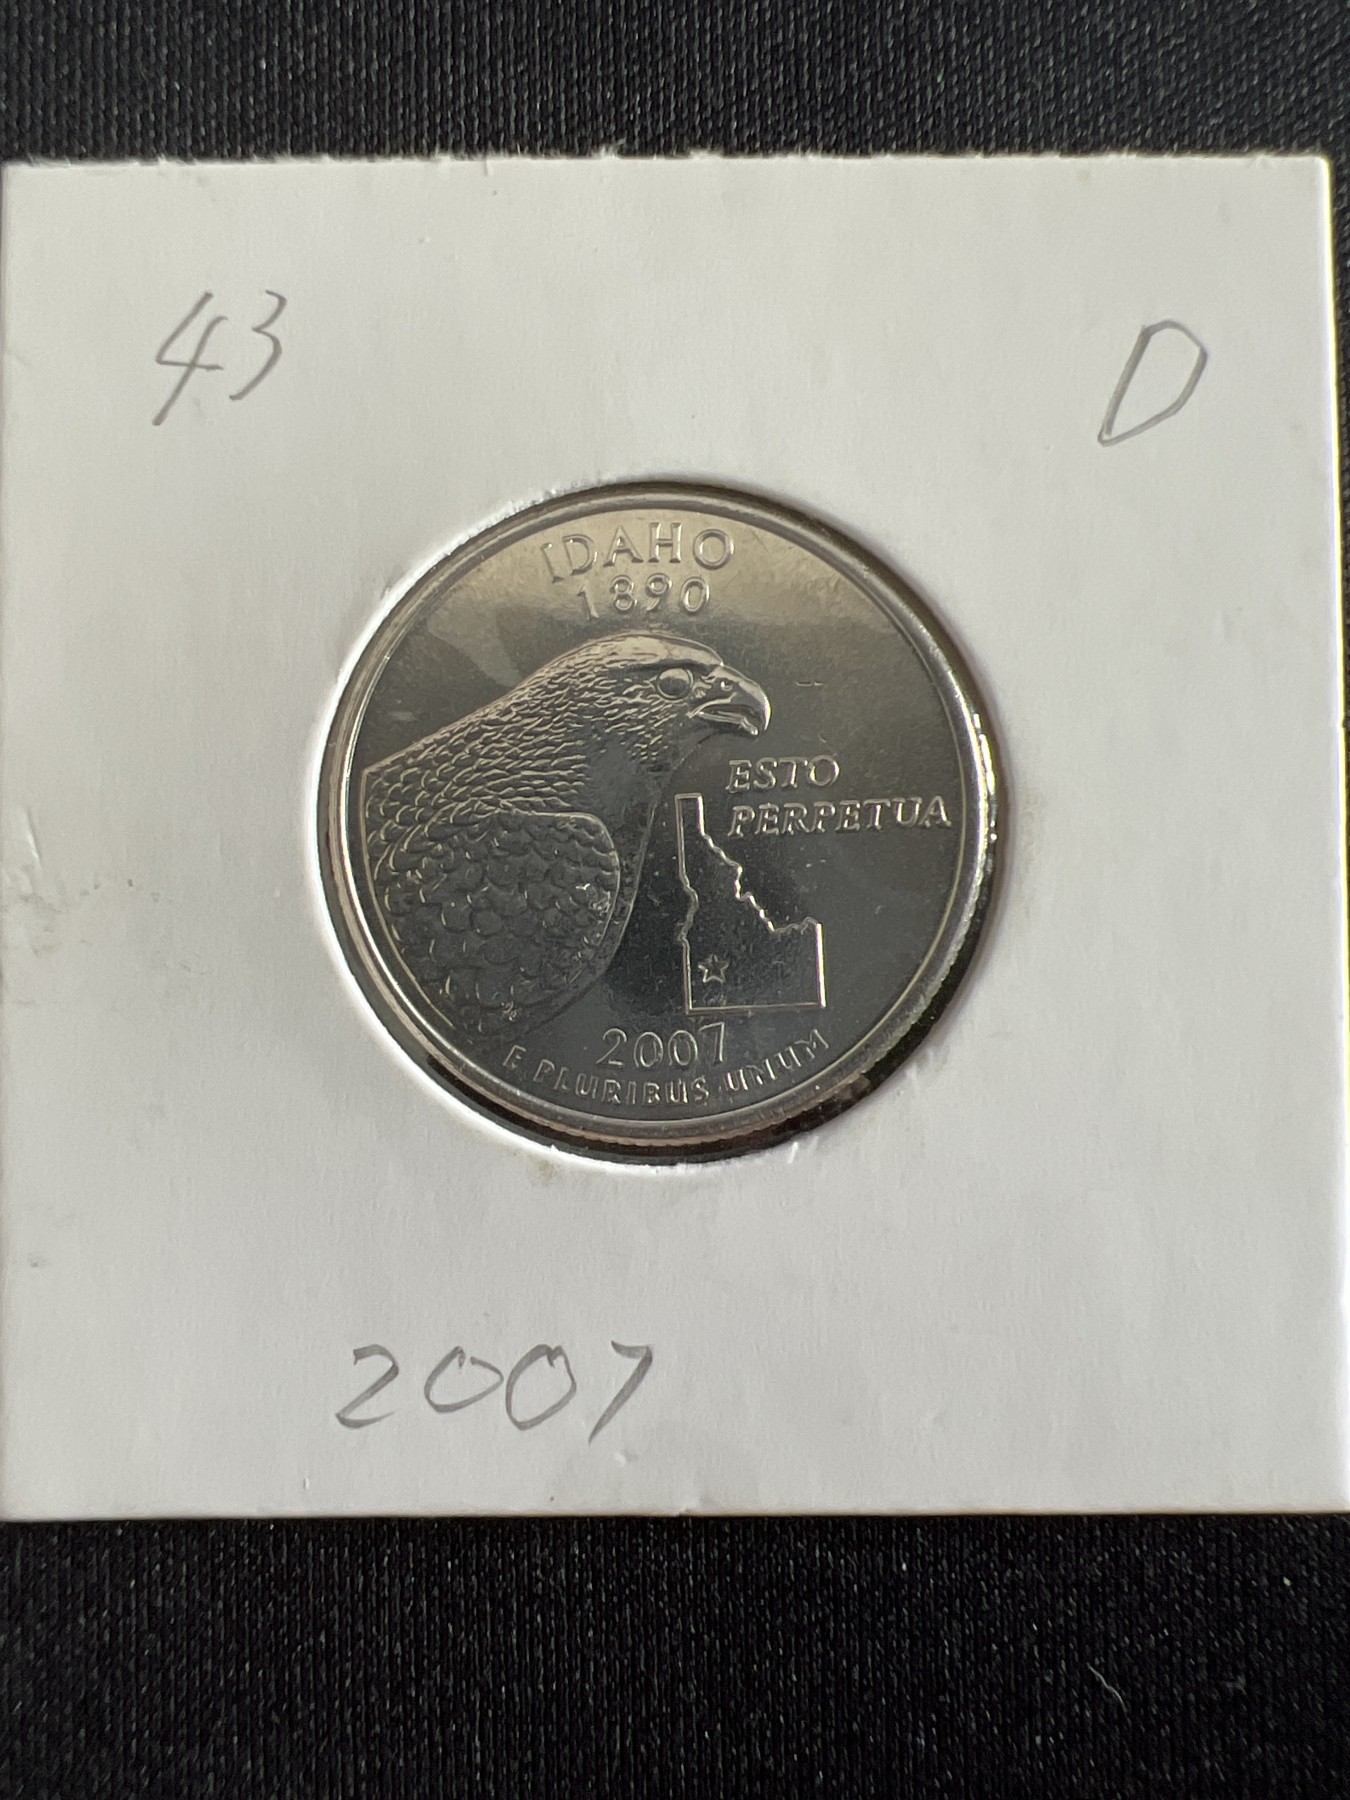 43
D
IDAHO
1890
ESTO
PERPETUA
2007
E PLURIBUS UNUM
2007